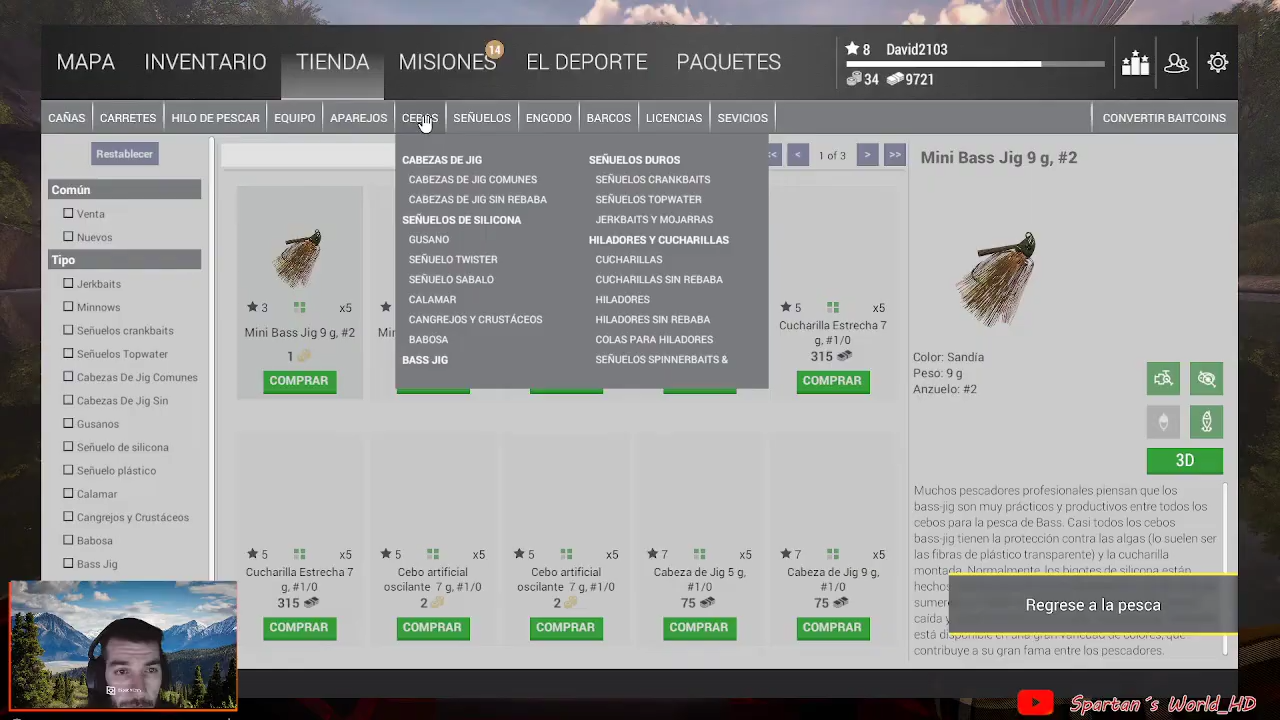 MAPA
INVENTARIO
TIENDA
MISIONES
14
EL DEPORTE
PAQUETES
8 David2103
34 9721
CAÑAS
CARRETES
HILO DE PESCAR
EQUIPO
APAREJOS
SEÑUELOS
ENGODO
BARCOS
LICENCIAS
SEVICIOS
CONVERTIR BAITCOINS
Restablecer
Común
Venta
Nuevos
Tipo
Jerkbaits
Minnows
Señuelos crankbaits
Señuelos Topwater
Cabezas De Jig Comunes
Cabezas De Jig Sin
Gusanos
Señuelo de silicona
Señuelo plástico
Calamar
Cangrejos y Crustáceos
Babosa
Bass Jig
CABEZAS DE JIG
CABEZAS DE JIG COMUNES
CABEZAS DE JIG SIN REBABA
SEÑUELOS DE SILICONA
GUSANO
SEÑUELO TWISTER
SEÑUELO SABALO
CALAMAR
CANGREJOS Y CRUSTÁCEOS
BABOSA
BASS JIG
SEÑUELOS DUROS
SEÑUELOS CRANKBAITS
SEÑUELOS TOPWATER
JERKBAITS Y MOJARRAS
HILADORES Y CUCHARILLAS
CUCHARILLAS
CUCHARILLAS SIN REBABA
HILADORES
HILADORES SIN REBABA
COLAS PARA HILADORES
SEÑUELOS SPINNERBAITS &
<< < 1 of 3 > >>
3 x5
Mini Bass Jig 9 g, #2
1
COMPRAR
5 x5
Cucharilla Estrecha 7
g, #1/0
315
COMPRAR
5 x5
Cucharilla Estrecha 7
g, #1/0
315
COMPRAR
5 x5
Cebo artificial
oscilante 7 g, #1/0
2
COMPRAR
5 x5
Cebo artificial
oscilante 7 g, #1/0
2
COMPRAR
7 x5
Cabeza de Jig 5 g,
#1/0
75
COMPRAR
7 x5
Cabeza de Jig 9 g,
#1/0
75
COMPRAR
Mini Bass Jig 9 g, #2
Color: Sandía
Peso: 9 g
Anzuelo: #2
3D
Muchos pescadores profesionales piensan que los
bass-jig son muy prácticos y productivos entre todos los
cebos para la pesca de Bass. Casi todos los cebos
bass-jig tienen la protección contra las algas (lo suelen ser
las fibras de plástico transparente) y la cucharilla
montada. Normalmente, los bigotes de silicona están
hechos
sumer
caída y
está disponible en una gran variedad de colores, que
contribuye a su gran fama entre los pescadores.
Regrese a la pesca
Spartan´s World_HD